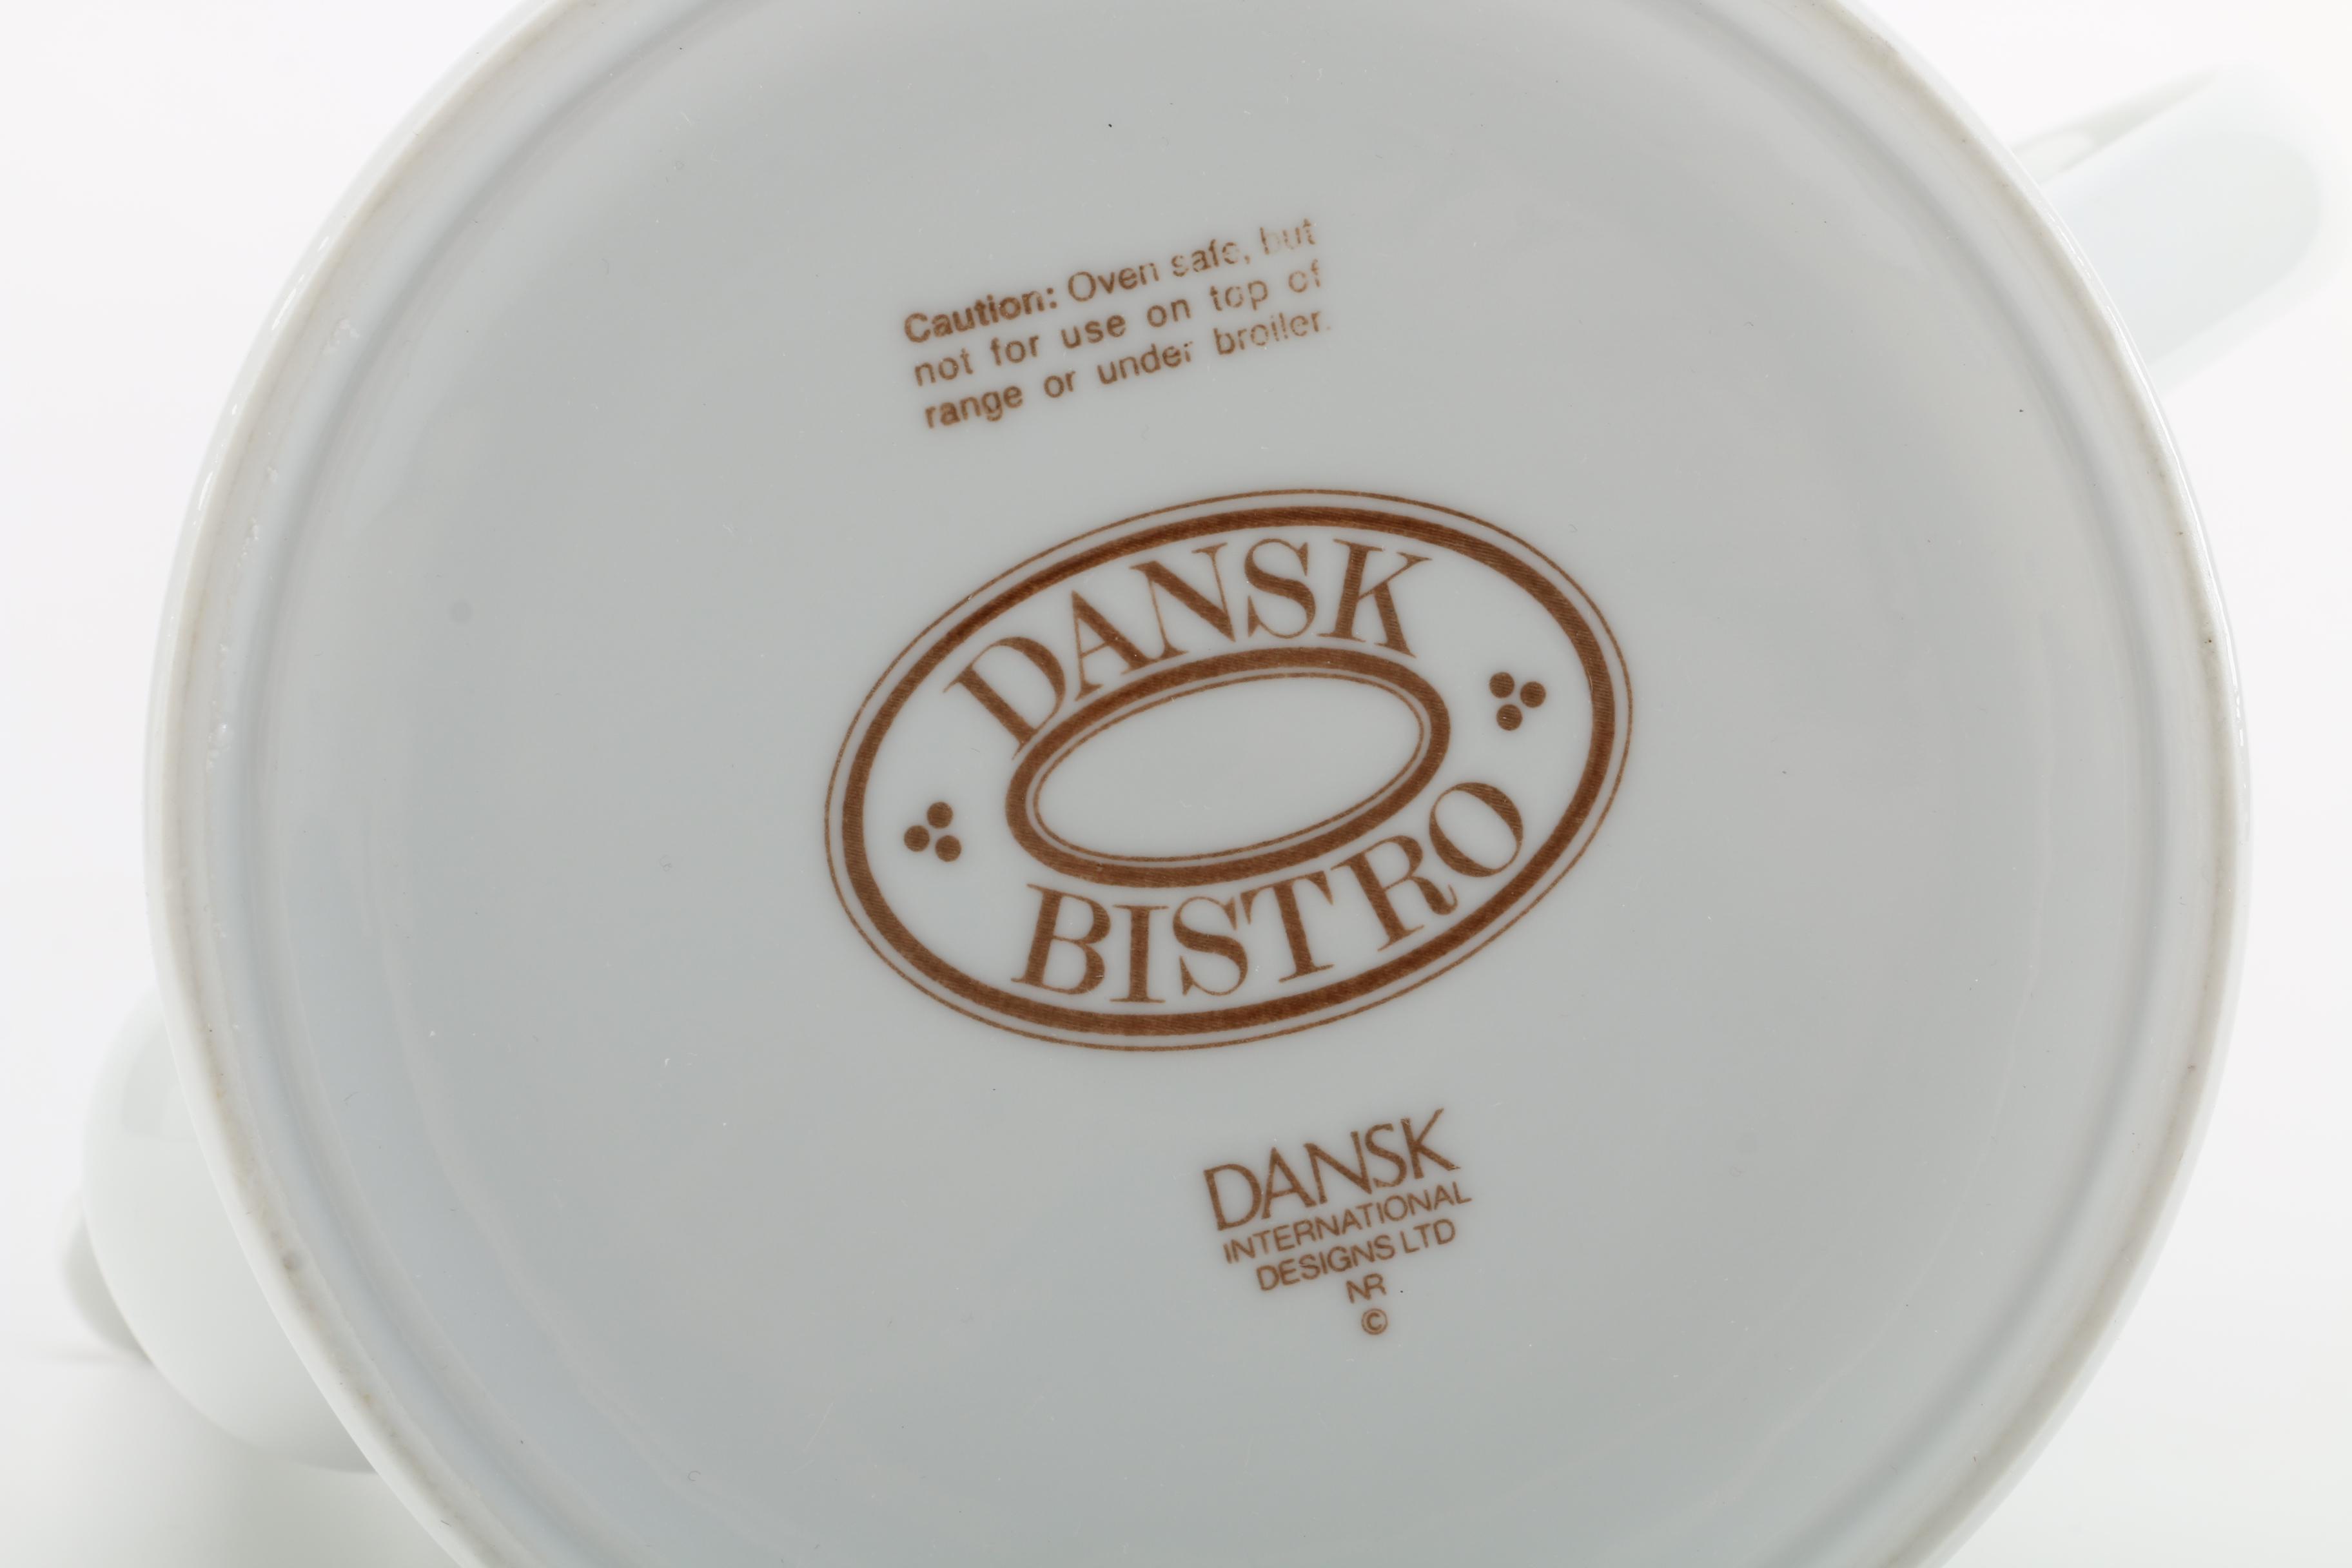 Caution: Oven safe, but
not for use on top of
range or under broiler.
DANSK
BISTRO
DANSK
INTERNATIONAL
DESIGNS LTD
NR
©